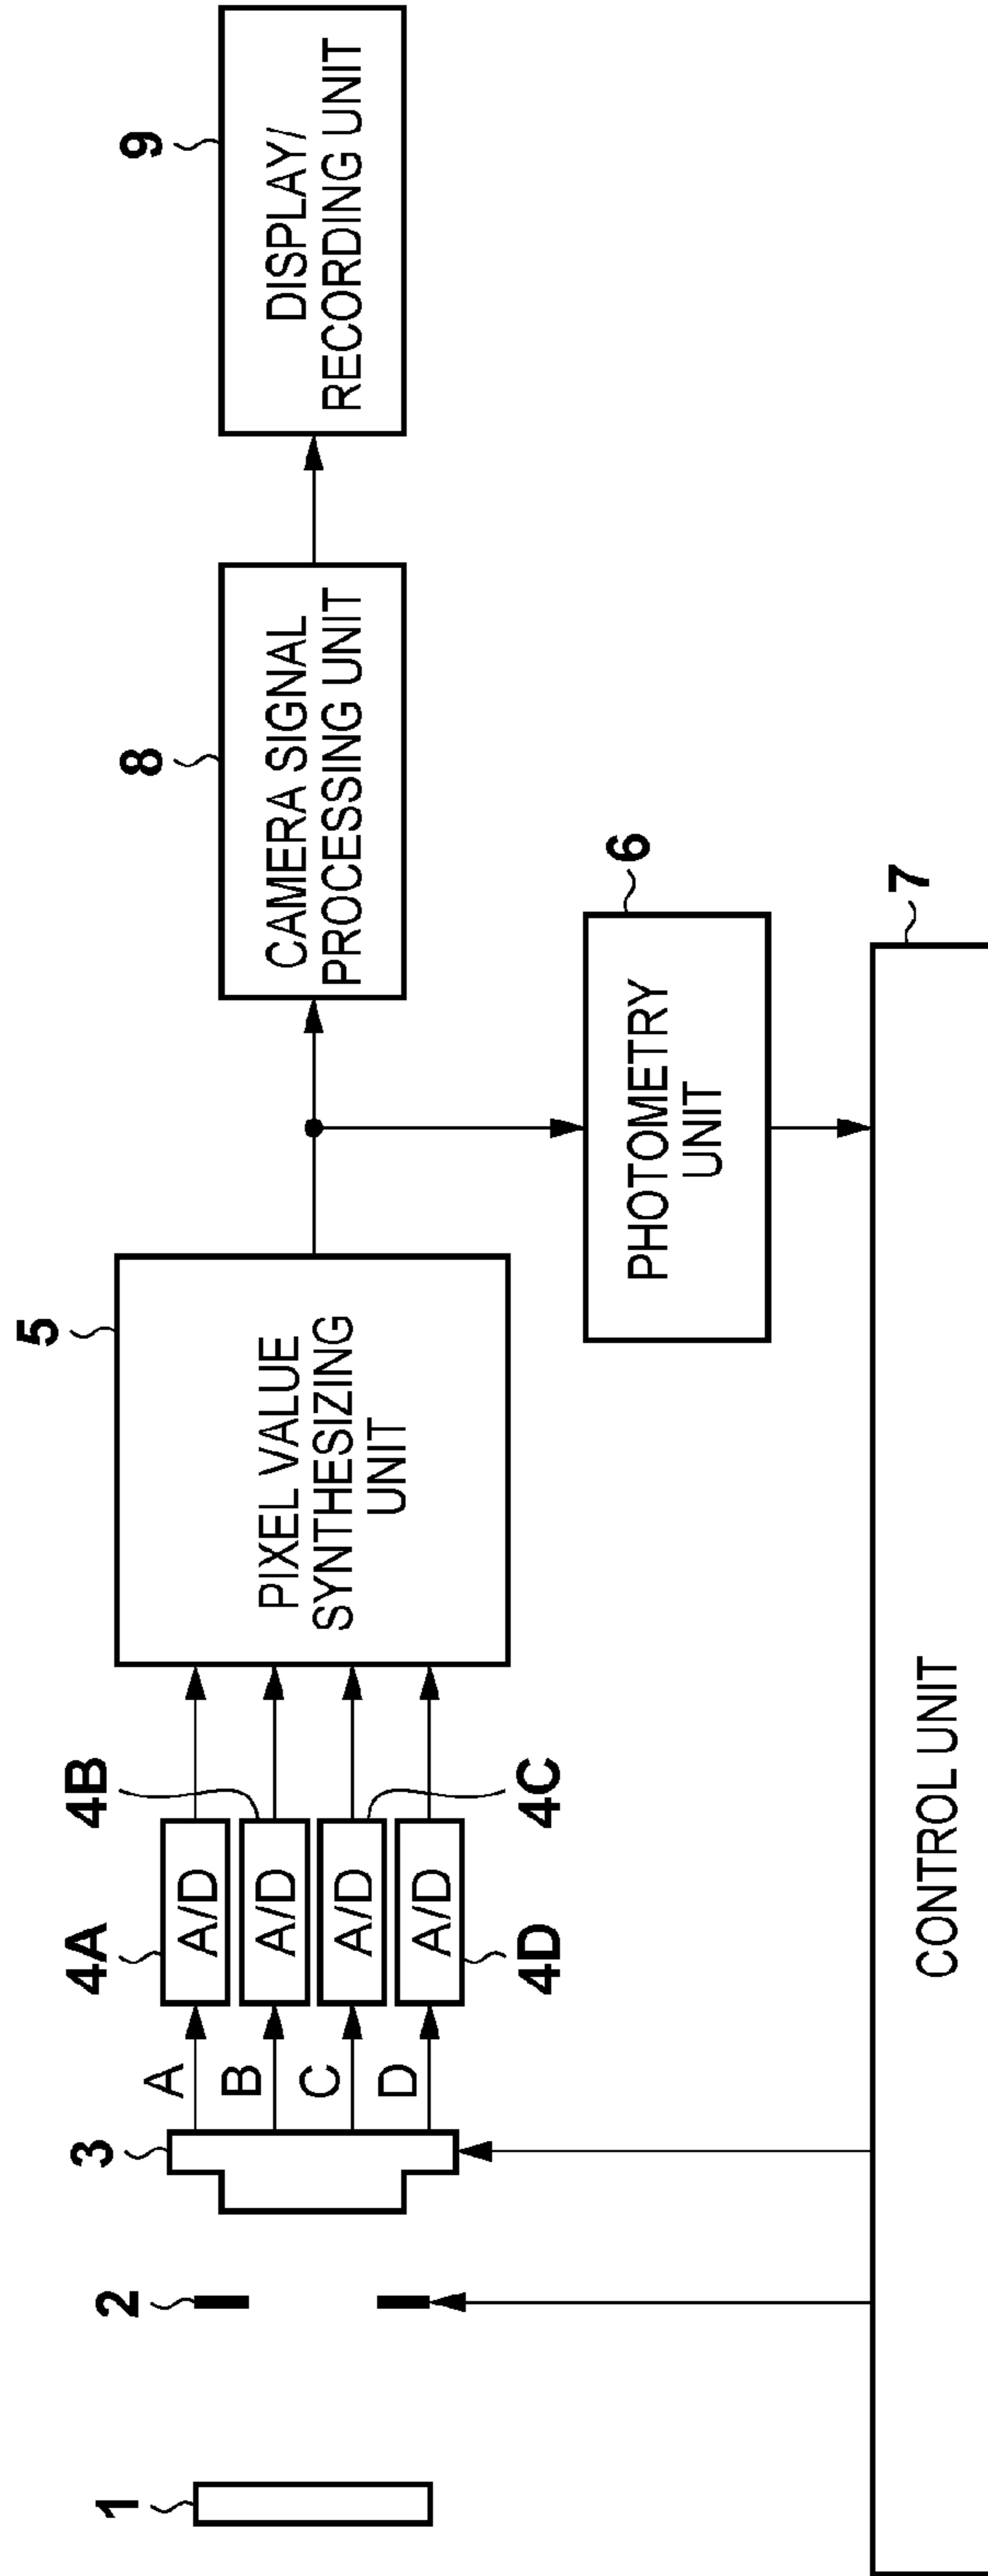 1
2
3
A
B
C
D
4A
4B
4C
4D
A/D
A/D
A/D
A/D
5
PIXEL VALUE
SYNTHESIZING
UNIT
6
PHOTOMETRY
UNIT
7
CONTROL UNIT
8
CAMERA SIGNAL
PROCESSING UNIT
9
DISPLAY/
RECORDING UNIT